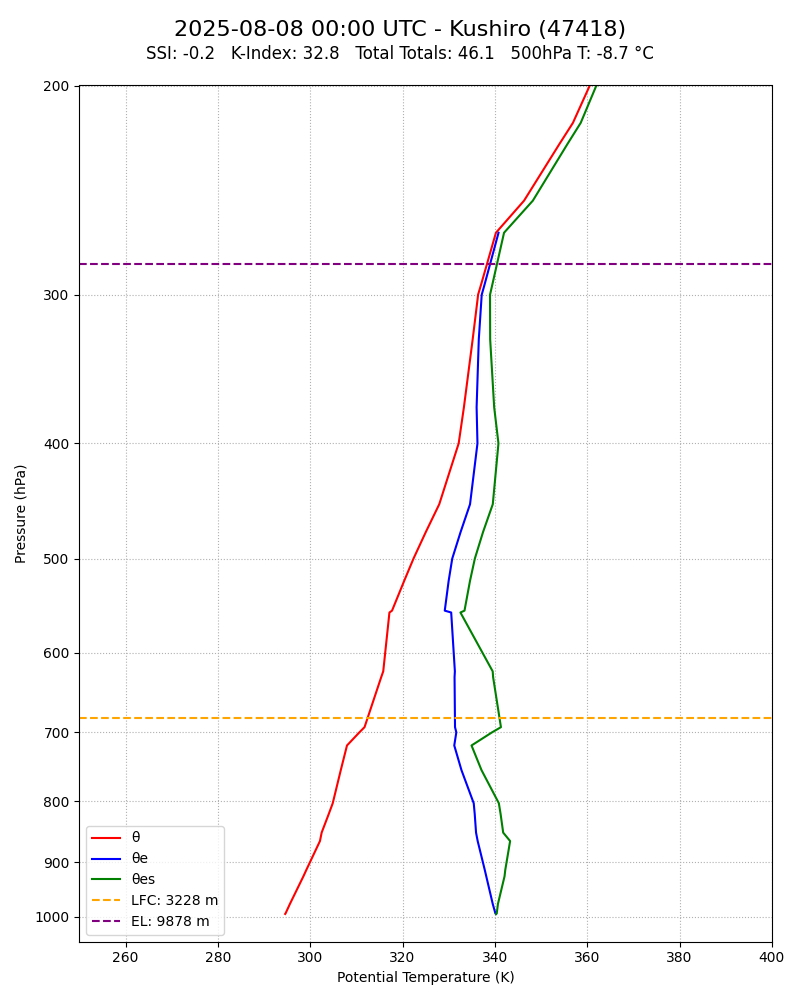 2025-08-08 00:00 UTC - Kushiro (47418)
SSI: -0.2   K-Index: 32.8   Total Totals: 46.1   500hPa T: -8.7 °C
200
300
400
500
600
700
800
900
1000
Pressure (hPa)
θ
θe
θes
LFC: 3228 m
EL: 9878 m
260 280 300 320 340 360 380 400
Potential Temperature (K)